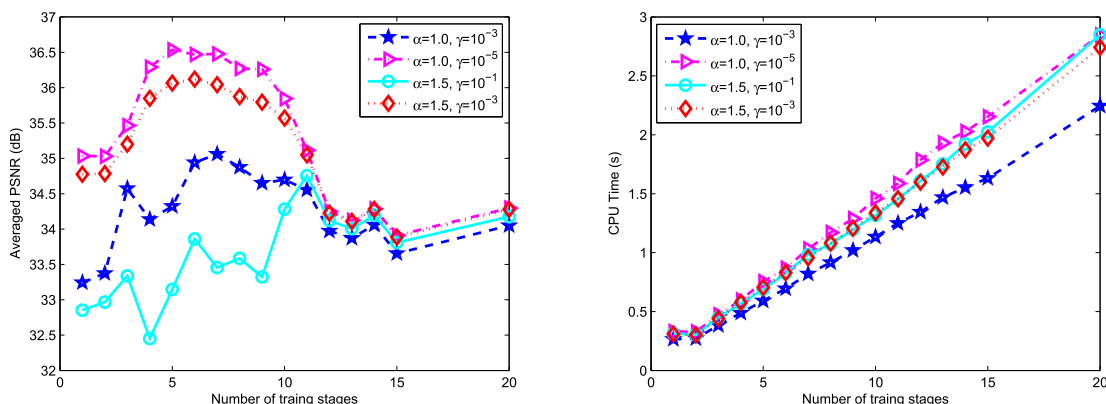 37
36.5
36
35.5
35
34.5
34
33.5
33
32.5
32
0
5
10
15
20
Averaged PSNR (dB)
Number of traing stages
α=1.0, γ=10⁻³
α=1.0, γ=10⁻⁵
α=1.5, γ=10⁻¹
α=1.5, γ=10⁻³
3
2.5
2
1.5
1
0.5
0
0
5
10
15
20
CPU Time (s)
Number of traing stages
α=1.0, γ=10⁻³
α=1.0, γ=10⁻⁵
α=1.5, γ=10⁻¹
α=1.5, γ=10⁻³